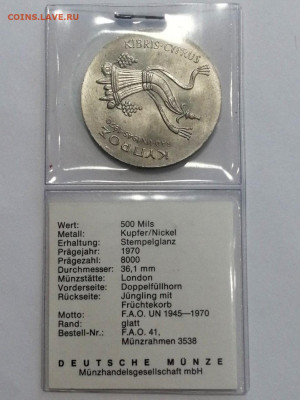 COINS.LAVE.RU
KIBRIS-CYPRUS
ΚΥΠΡΟΣ
Wert: 500 Mils
Metall: Kupfer/Nickel
Erhaltung: Stempelglanz
Prägejahr: 1970
Prägezahl: 8000
Durchmesser: 36,1 mm
Münzstätte: London
Vorderseite: Doppelfüllhorn
Rückseite: Jüngling mit
Früchtekorb
Motto: F.A.O. UN 1945—1970
Rand: glatt
Bestell-Nr.: F.A.O. 41,
Münzrahmen 3538
DEUTSCHE MÜNZE
Münzhandelsgesellschaft mbH